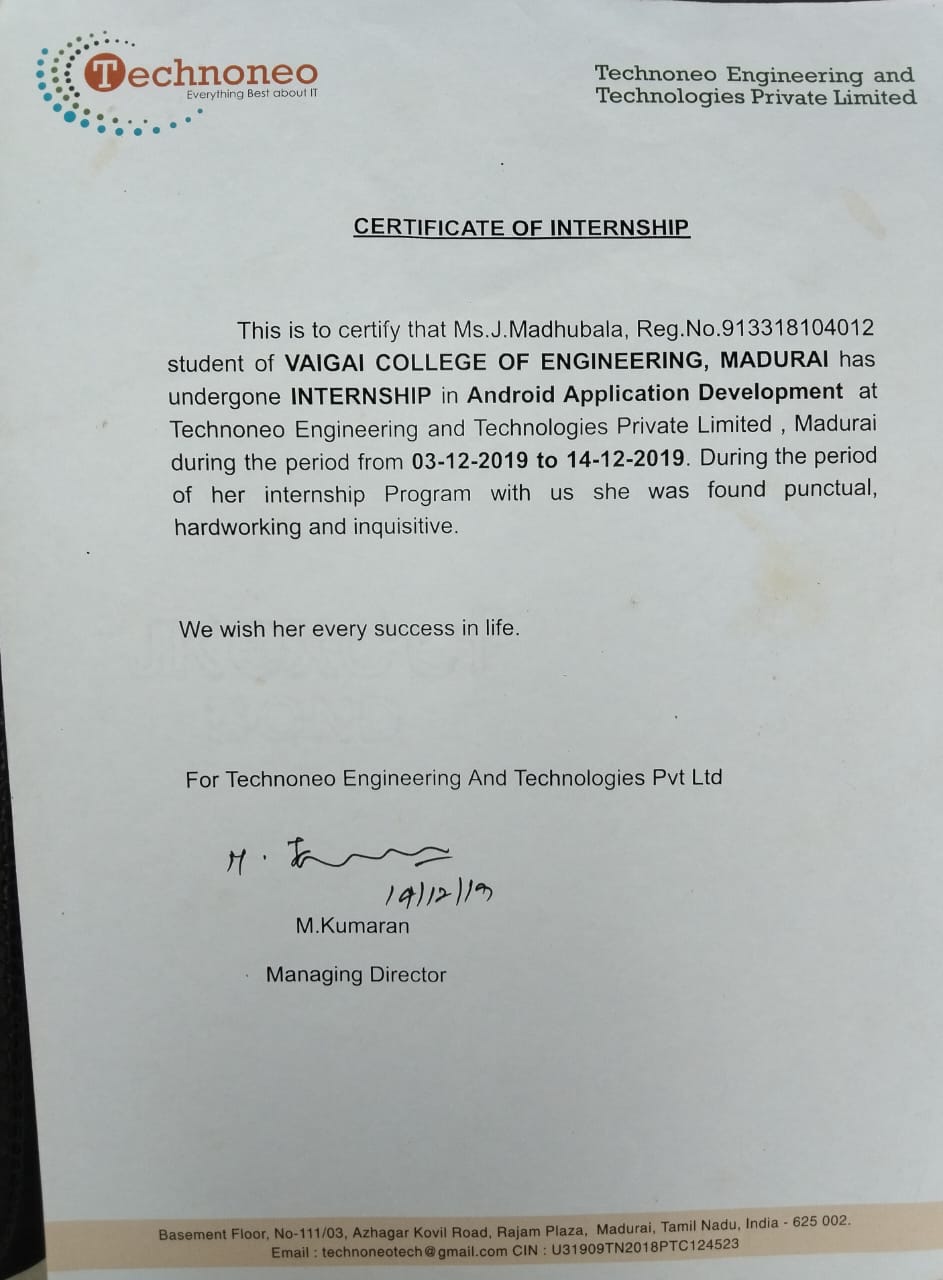 Technoneo
Everything Best about IT
Technoneo Engineering and
Technologies Private Limited
CERTIFICATE OF INTERNSHIP
This is to certify that Ms.J.Madhubala, Reg.No.913318104012
student of VAIGAI COLLEGE OF ENGINEERING, MADURAI has
undergone INTERNSHIP in Android Application Development at
Technoneo Engineering and Technologies Private Limited , Madurai
during the period from 03-12-2019 to 14-12-2019. During the period
of her internship Program with us she was found punctual,
hardworking and inquisitive.
We wish her every success in life.
For Technoneo Engineering And Technologies Pvt Ltd
14/12/19
M.Kumaran
Managing Director
Basement Floor, No-111/03, Azhagar Kovil Road, Rajam Plaza, Madurai, Tamil Nadu, India - 625 002.
Email : technoneotech@gmail.com CIN : U31909TN2018PTC124523